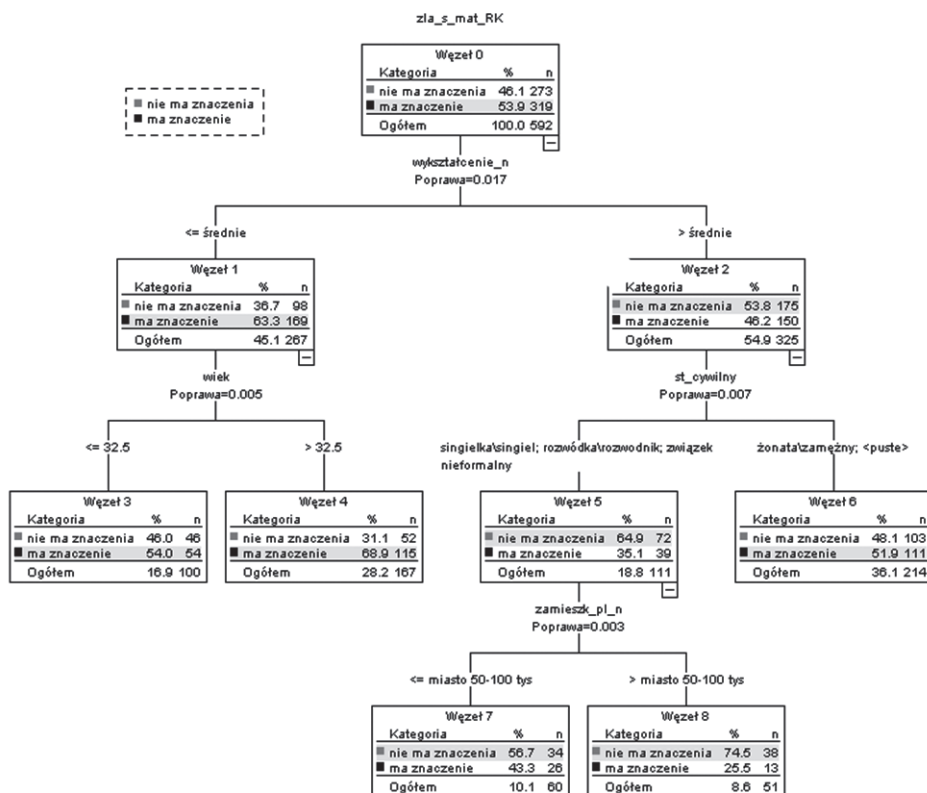 zla_s_mat_RK
nie ma znaczenia
ma znaczenie
Węzeł 0
Kategoria % n
nie ma znaczenia 46.1 273
ma znaczenie 53.9 319
Ogółem 100.0 592
wykształcenie_n
Poprawa=0.017
<= średnie
> średnie
Węzeł 1
Kategoria % n
nie ma znaczenia 36.7 98
ma znaczenie 63.3 169
Ogółem 45.1 267
Węzeł 2
Kategoria % n
nie ma znaczenia 53.8 175
ma znaczenie 46.2 150
Ogółem 54.9 325
wiek
Poprawa=0.005
st_cywilny
Poprawa=0.007
<= 32.5
> 32.5
singielka\singiel; rozwódka\rozwodnik; związek
nieformalny
żonata\zamężny; <puste>
Węzeł 3
Kategoria % n
nie ma znaczenia 46.0 46
ma znaczenie 54.0 54
Ogółem 16.9 100
Węzeł 4
Kategoria % n
nie ma znaczenia 31.1 52
ma znaczenie 68.9 115
Ogółem 28.2 167
Węzeł 5
Kategoria % n
nie ma znaczenia 64.9 72
ma znaczenie 35.1 39
Ogółem 18.8 111
Węzeł 6
Kategoria % n
nie ma znaczenia 48.1 103
ma znaczenie 51.9 111
Ogółem 36.1 214
zamieszk_pl_n
Poprawa=0.003
<= miasto 50-100 tys
> miasto 50-100 tys
Węzeł 7
Kategoria % n
nie ma znaczenia 56.7 34
ma znaczenie 43.3 26
Ogółem 10.1 60
Węzeł 8
Kategoria % n
nie ma znaczenia 74.5 38
ma znaczenie 25.5 13
Ogółem 8.6 51